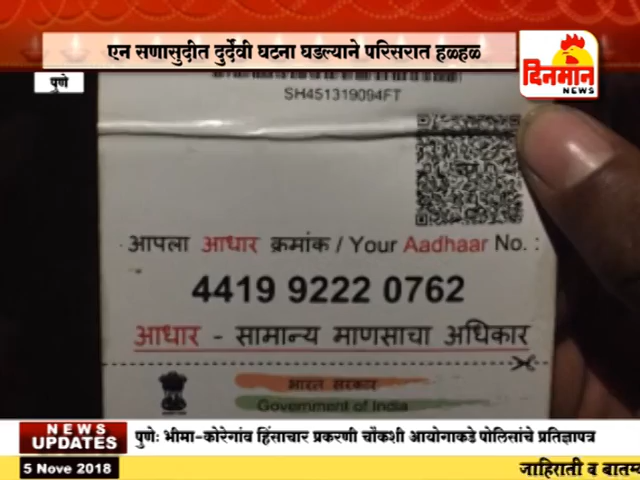 एन सणासुदीत दुर्देवी घटना घडल्याने परिसरात हळहळ
दिनमान
NEWS
पुणे
SH451319094FT
आपला आधार क्रमांक / Your Aadhaar No. :
4419 9222 0762
आधार - सामान्य माणसाचा अधिकार
भारत सरकार
Government of India
NEWS
UPDATES
पुणेः भीमा-कोरेगांव हिंसाचार प्रकरणी चौकशी आयोगाकडे पोलिसांचे प्रतिज्ञापत्र
5 Nove 2018
जाहिराती व